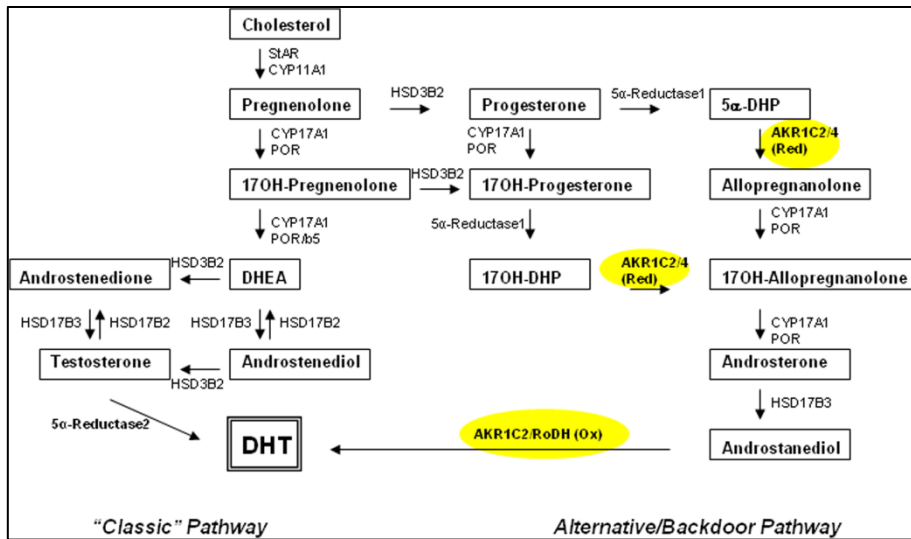 Cholesterol
StAR
CYP11A1
Pregnenolone
HSD3B2
Progesterone
5α-Reductase1
5α-DHP
CYP17A1
POR
CYP17A1
POR
AKR1C2/4
(Red)
17OH-Pregnenolone
HSD3B2
17OH-Progesterone
Allopregnanolone
CYP17A1
POR/b5
5α-Reductase1
CYP17A1
POR
Androstenedione
HSD3B2
DHEA
17OH-DHP
AKR1C2/4
(Red)
17OH-Allopregnanolone
HSD17B3
HSD17B2
HSD17B3
HSD17B2
CYP17A1
POR
Testosterone
HSD3B2
Androstenediol
Androsterone
5α-Reductase2
DHT
AKR1C2/RoDH (Ox)
HSD17B3
Androstanediol
“Classic” Pathway
Alternative/Backdoor Pathway